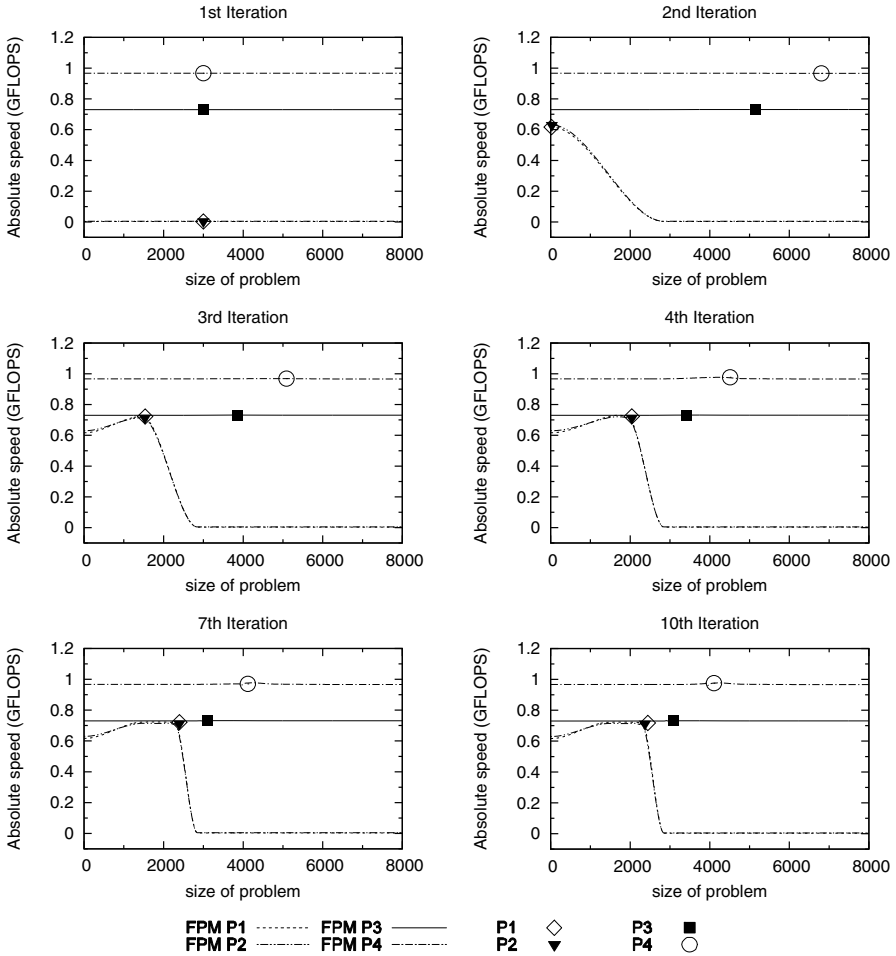 1st Iteration
Absolute speed (GFLOPS)
1.2
1
0.8
0.6
0.4
0.2
0
0 2000 4000 6000 8000
size of problem
2nd Iteration
Absolute speed (GFLOPS)
1.2
1
0.8
0.6
0.4
0.2
0
0 2000 4000 6000 8000
size of problem
3rd Iteration
Absolute speed (GFLOPS)
1.2
1
0.8
0.6
0.4
0.2
0
0 2000 4000 6000 8000
size of problem
4th Iteration
Absolute speed (GFLOPS)
1.2
1
0.8
0.6
0.4
0.2
0
0 2000 4000 6000 8000
size of problem
7th Iteration
Absolute speed (GFLOPS)
1.2
1
0.8
0.6
0.4
0.2
0
0 2000 4000 6000 8000
size of problem
10th Iteration
Absolute speed (GFLOPS)
1.2
1
0.8
0.6
0.4
0.2
0
0 2000 4000 6000 8000
size of problem
FPM P1 FPM P3 P1 P3
FPM P2 FPM P4 P2 P4